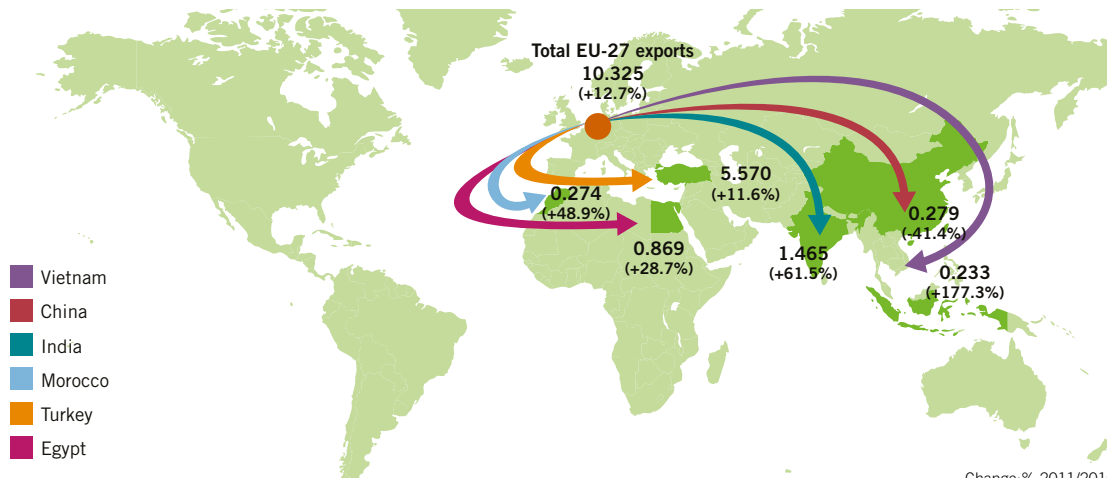 Total EU-27 exports
10.325
(+12.7%)
5.570
(+11.6%)
0.274
(+48.9%)
0.279
(-41.4%)
0.869
(+28.7%)
1.465
(+61.5%)
0.233
(+177.3%)
Vietnam
China
India
Morocco
Turkey
Egypt